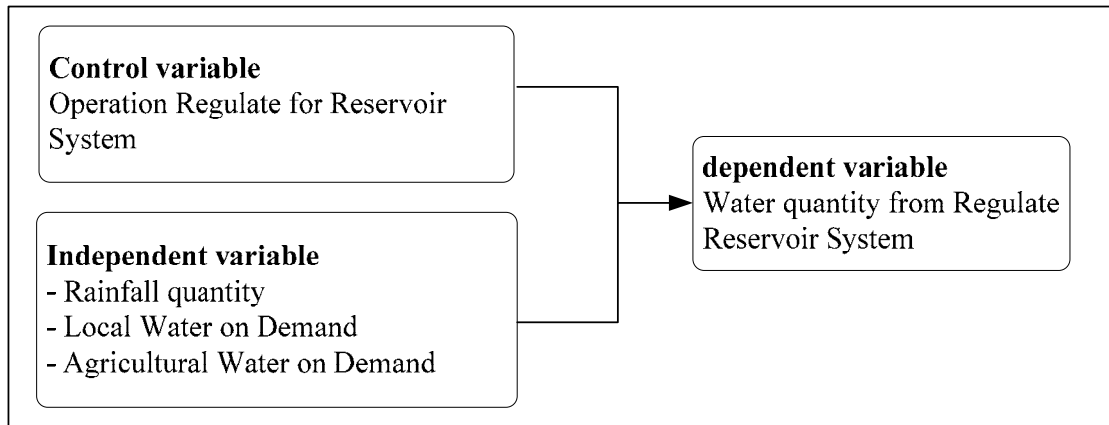 Control variable
Operation Regulate for Reservoir
System
Independent variable
- Rainfall quantity
- Local Water on Demand
- Agricultural Water on Demand
dependent variable
Water quantity from Regulate
Reservoir System